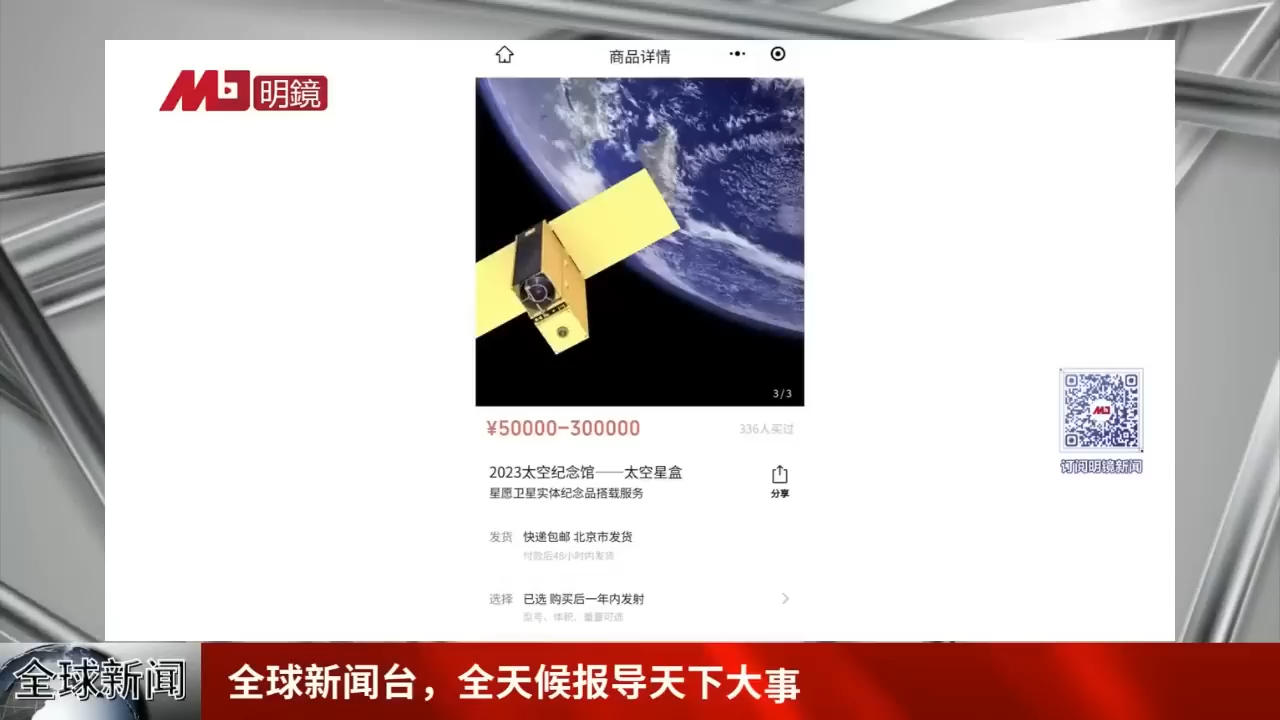 商品详情
明鏡
3/3
¥50000-300000
336人买过
2023太空纪念馆——太空星盒
星愿卫星实体纪念品搭载服务
分享
发货 快递包邮 北京市发货
付款后48小时内发货
选择 已选 购买后一年内发射
型号、体积、重量可选
订阅明镜新闻
全球新闻
全球新闻台，全天候报导天下大事